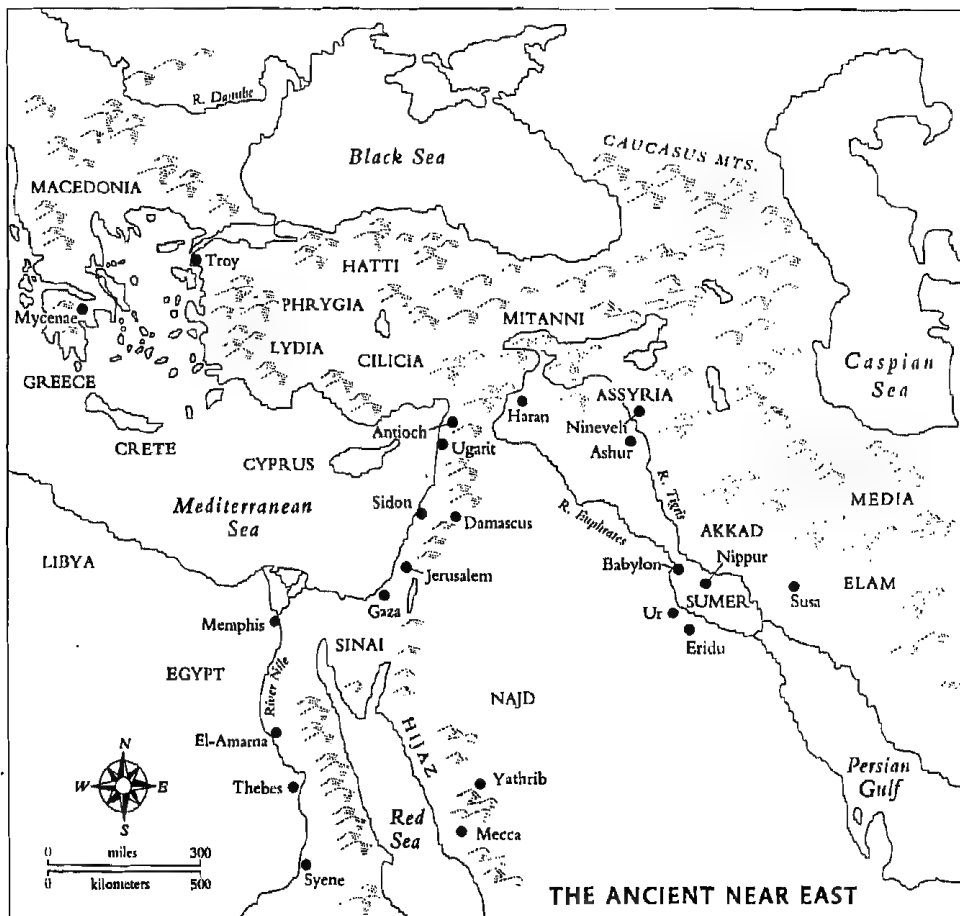 R. Danube
Black Sea
CAUCASUS MTS.
MACEDONIA
Troy
HATTI
PHRYGIA
Mycenae
MITANNI
LYDIA
CILICIA
Caspian
Sea
GREECE
ASSYRIA
Haran
Nineveh
Antioch
CRETE
Ugarit
Ashur
CYPRUS
R. Tigris
MEDIA
Mediterranean
Sea
Sidon
Damascus
R. Euphrates
AKKAD
LIBYA
Babylon
Nippur
Jerusalem
ELAM
Gaza
SUMER
Susa
Memphis
Ur
Eridu
SINAI
EGYPT
River Nile
NAJD
HIJAZ
El-Amarna
N
W E
S
Thebes
Yathrib
Persian
Gulf
Red
Sea
Mecca
0 miles 300
0 kilometers 500
Syene
THE ANCIENT NEAR EAST